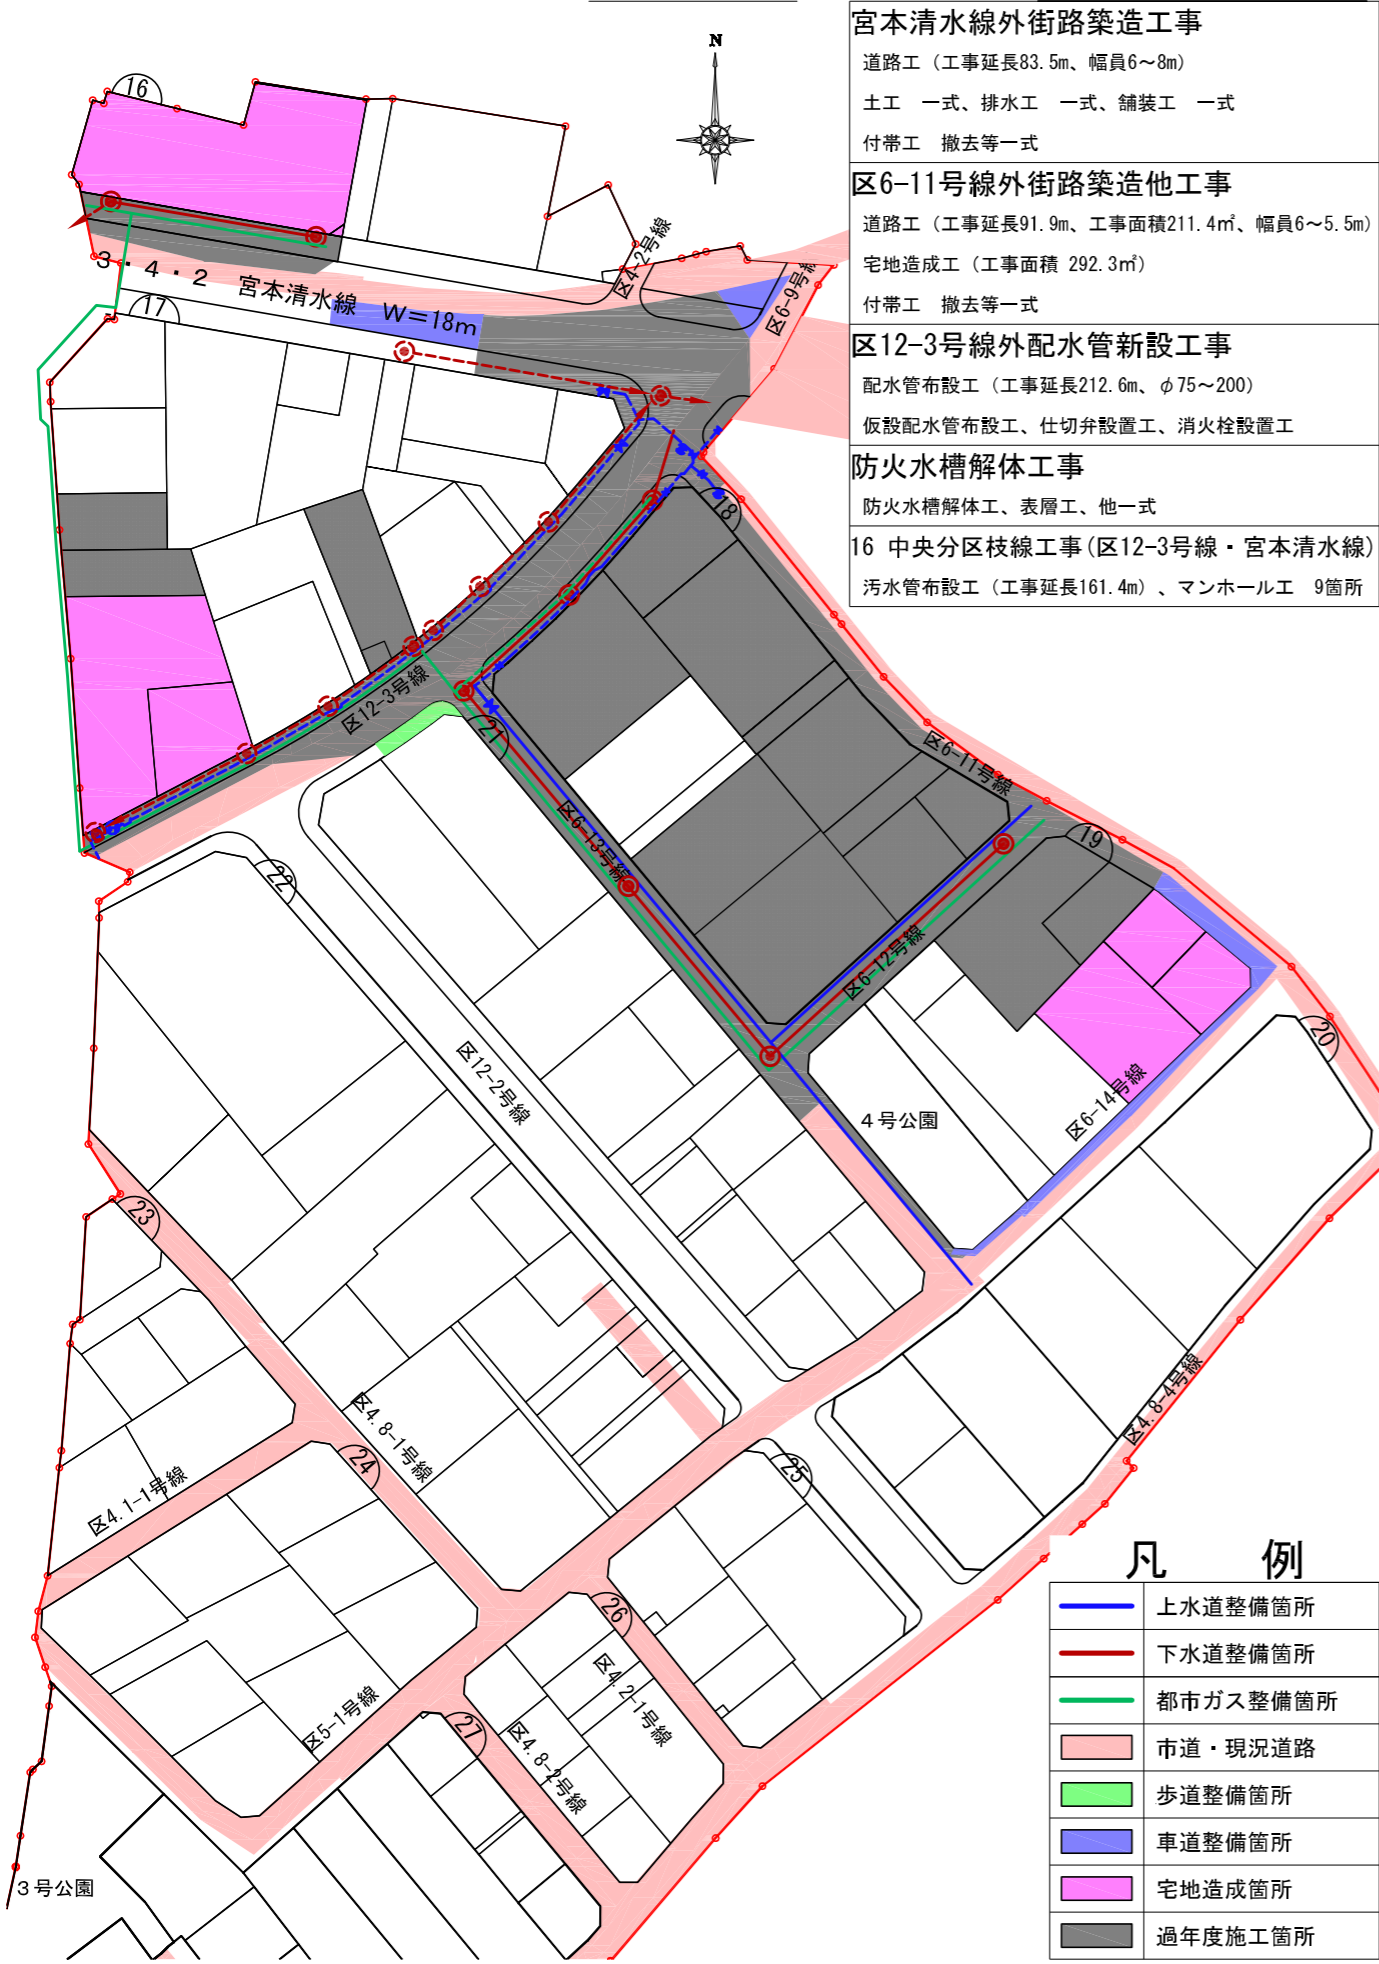 宮本清水線外街路築造工事
道路工（工事延長83.5m、幅員6～8m）
土工　一式、排水工　一式、舗装工　一式
付帯工　撤去等一式
区6-11号線外街路築造他工事
道路工（工事延長91.9m、工事面積211.4㎡、幅員6～5.5m）
宅地造成工（工事面積 292.3㎡）
付帯工　撤去等一式
区12-3号線外配水管新設工事
配水管布設工（工事延長212.6m、φ75～200）
仮設配水管布設工、仕切弁設置工、消火栓設置工
防火水槽解体工事
防火水槽解体工、表層工、他一式
16 中央分区枝線工事(区12-3号線・宮本清水線)
汚水管布設工（工事延長161.4m）、マンホール工　9箇所
N
16
区4-2号線
3・4・2　宮本清水線　W＝18m
区6-9号線
17
18
区12-3号線
21
区6-11号線
区6-13号線
19
22
区6-12号線
20
区12-2号線
4号公園
区6-14号線
23
区4.8-4号線
区4.8-1号線
24
25
区4.1-1号線
26
区4.2-1号線
区5-1号線
27
区4.8-2号線
3号公園
凡　例
上水道整備箇所
下水道整備箇所
都市ガス整備箇所
市道・現況道路
歩道整備箇所
車道整備箇所
宅地造成箇所
過年度施工箇所